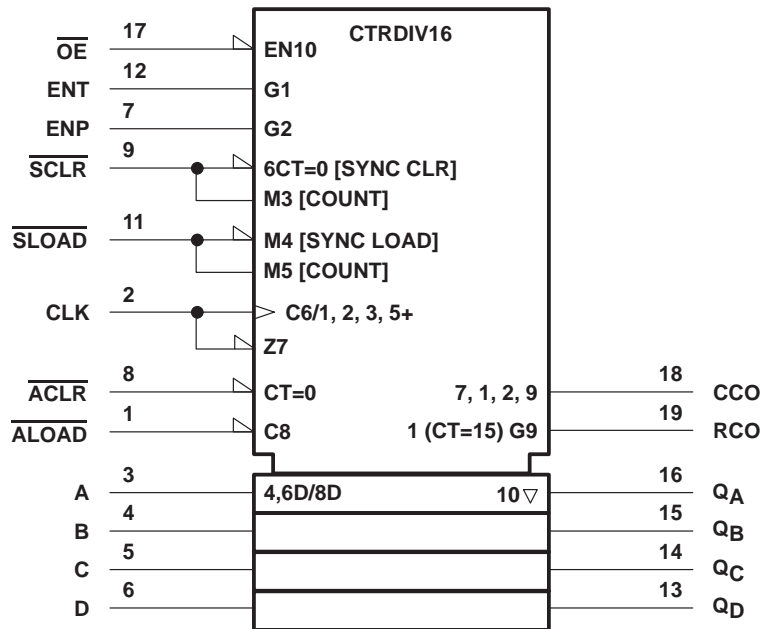 CTRDIV16
17
OE
EN10
12
ENT
G1
7
ENP
G2
9
SCLR
6CT=0 [SYNC CLR]
M3 [COUNT]
11
SLOAD
M4 [SYNC LOAD]
M5 [COUNT]
2
CLK
C6/1, 2, 3, 5+
Z7
8
ACLR
CT=0
7, 1, 2, 9
18
CCO
1
ALOAD
C8
1 (CT=15) G9
19
RCO
3
A
4,6D/8D
10
16
QA
4
B
15
QB
5
C
14
QC
6
D
13
QD